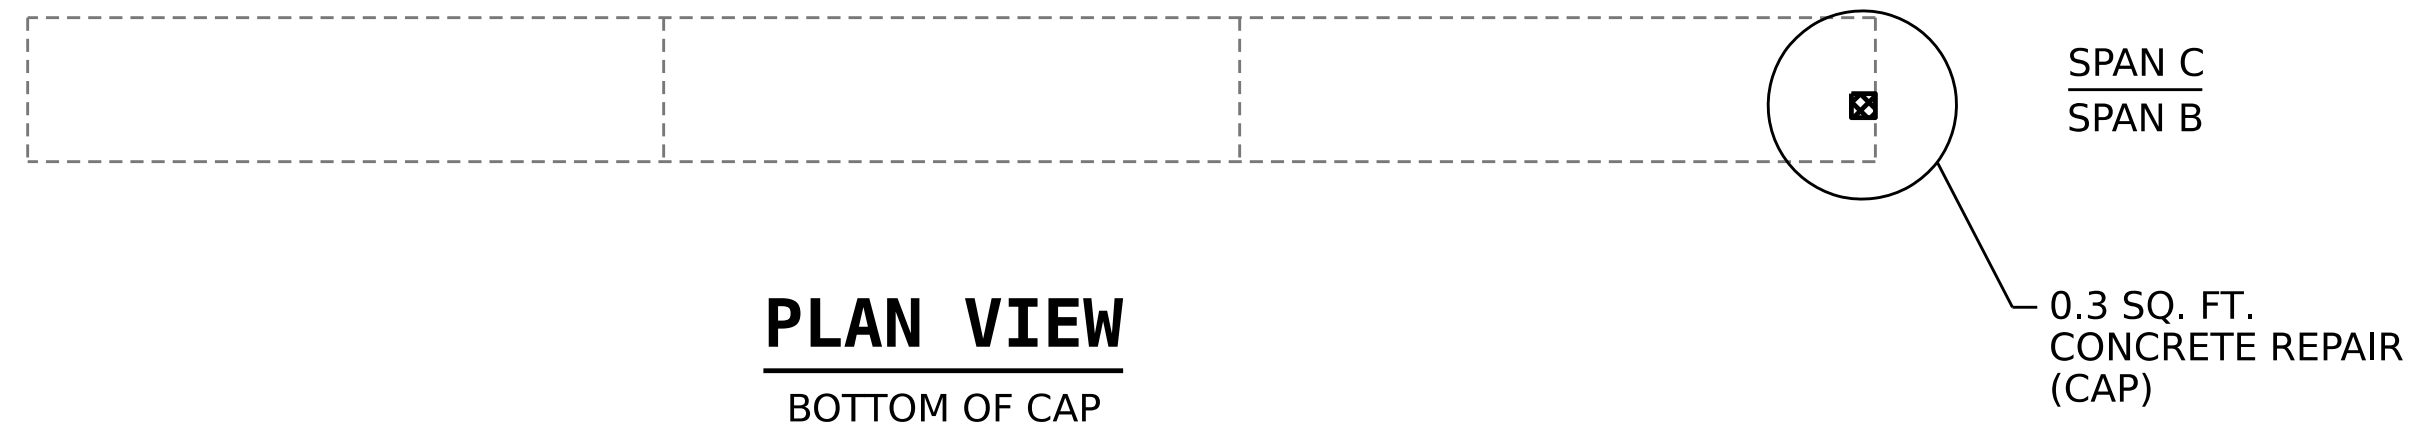 SPAN C
SPAN B
PLAN VIEW
BOTTOM OF CAP
0.3 SQ. FT.
CONCRETE REPAIR
(CAP)